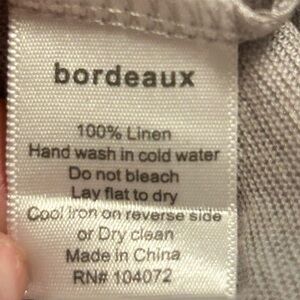 bordeaux
100% Linen
Hand wash in cold water
Do not bleach
Lay flat to dry
Cool iron on reverse side
or Dry clean
Made in China
RN# 104072